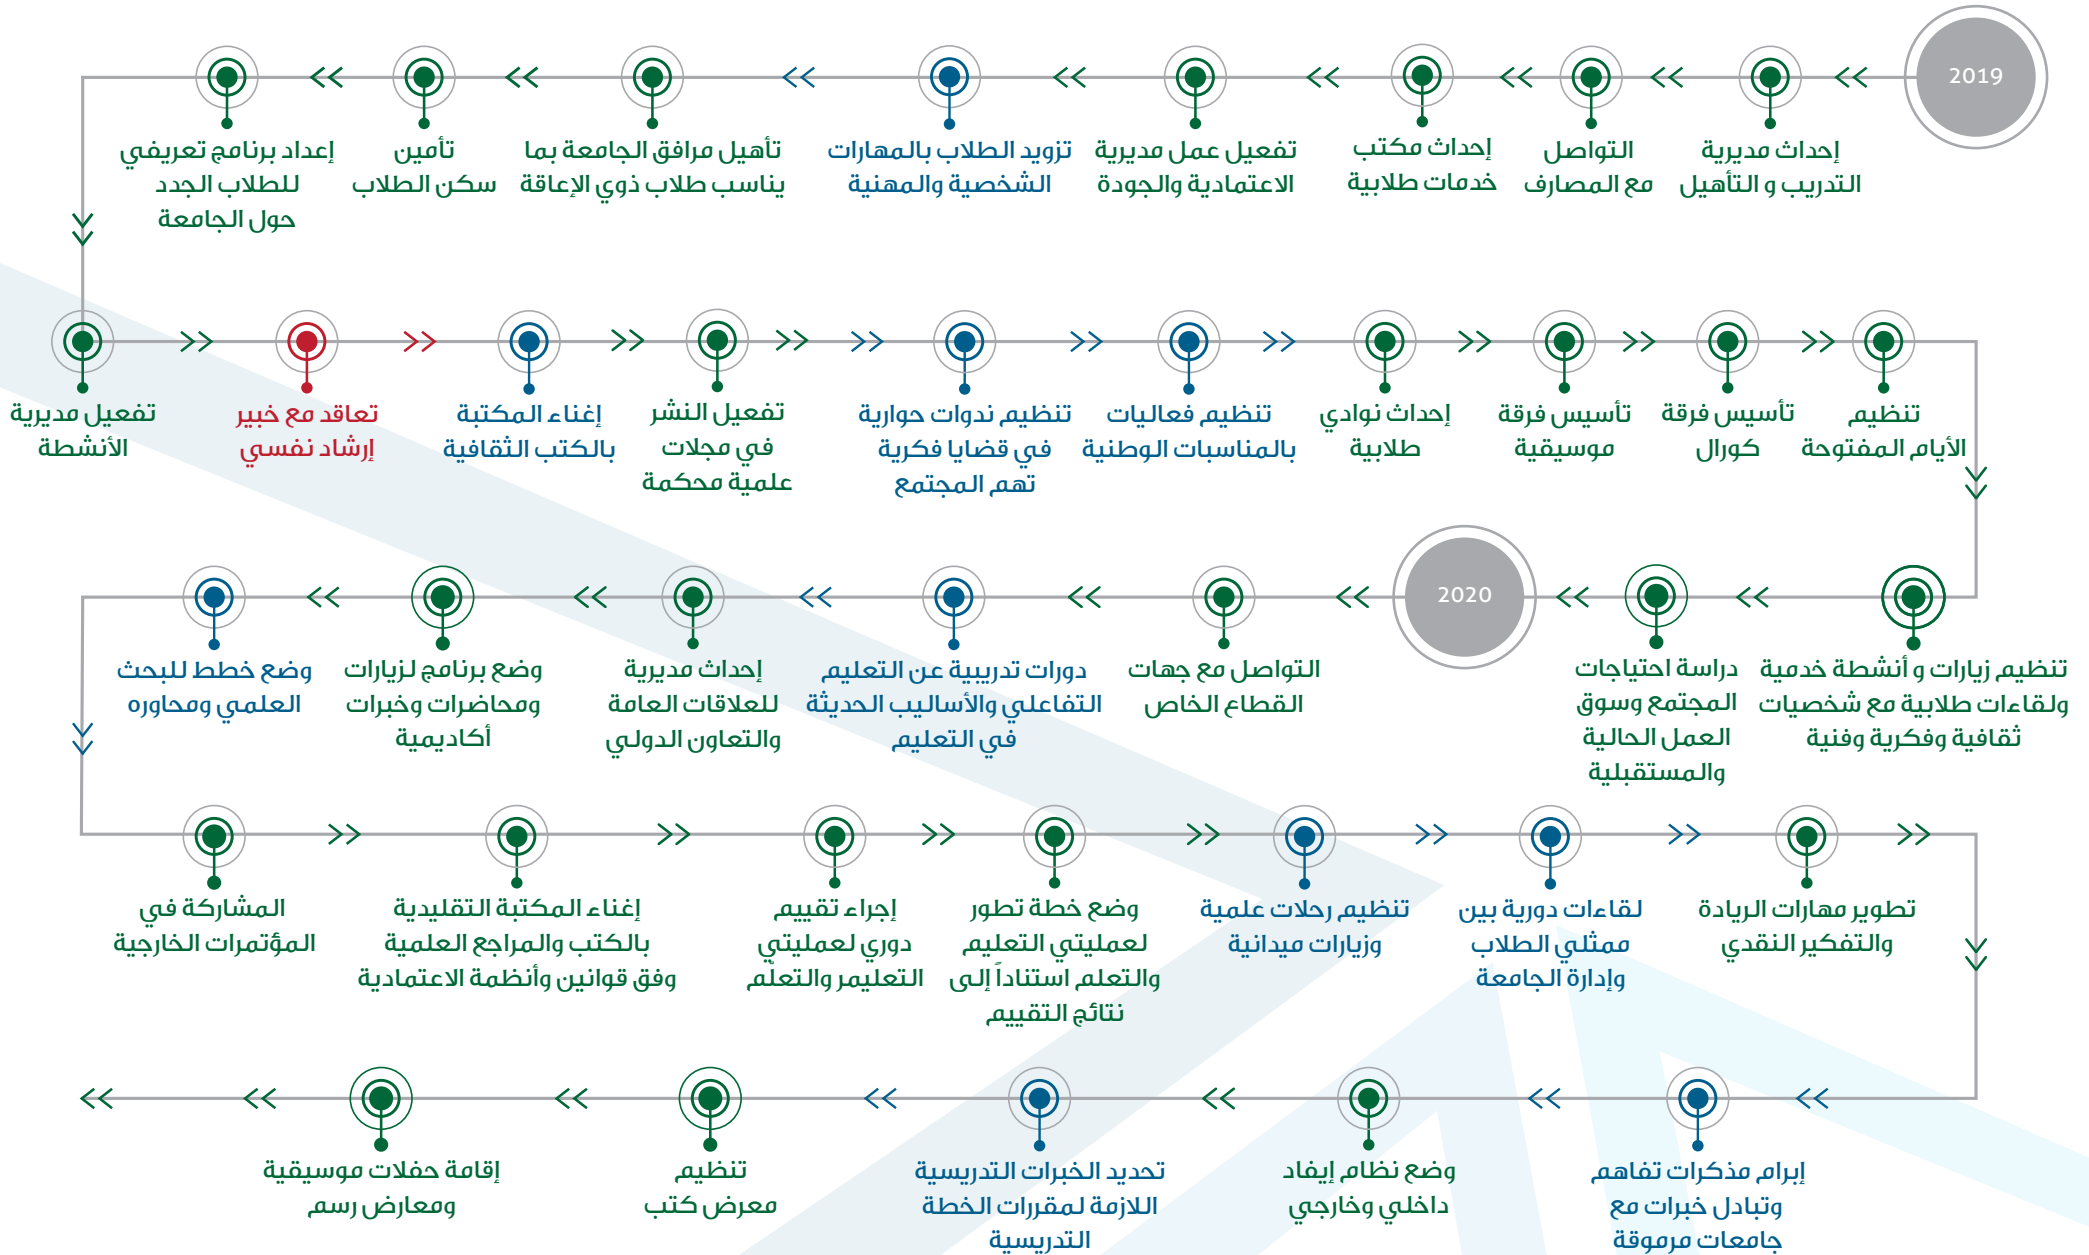 2019
إحداث مديرية
التدريب و التأهيل
التواصل
مع المصارف
إحداث مكتب
خدمات طلابية
تفعيل عمل مديرية
الاعتمادية والجودة
تزويد الطلاب بالمهارات
الشخصية والمهنية
تأهيل مرافق الجامعة بما
يناسب طلاب ذوي الإعاقة
تأمين
سكن الطلاب
إعداد برنامج تعريفي
للطلاب الجدد
حول الجامعة
تفعيل مديرية
الأنشطة
تعاقد مع خبير
إرشاد نفسي
إغناء المكتبة
بالكتب الثقافية
تفعيل النشر
في مجلات
علمية محكمة
تنظيم ندوات حوارية
في قضايا فكرية
تهم المجتمع
تنظيم فعاليات
بالمناسبات الوطنية
إحداث نوادي
طلابية
تأسيس فرقة
موسيقية
تأسيس فرقة
كورال
تنظيم
الأيام المفتوحة
تنظيم زيارات و أنشطة خدمية
ولقاءات طلابية مع شخصيات
ثقافية وفكرية وفنية
دراسة احتياجات
المجتمع وسوق
العمل الحالية
والمستقبلية
2020
التواصل مع جهات
القطاع الخاص
دورات تدريبية عن التعليم
التفاعلي والأساليب الحديثة
في التعليم
إحداث مديرية
للعلاقات العامة
والتعاون الدولي
وضع برنامج لزيارات
ومحاضرات وخبرات
أكاديمية
وضع خطط للبحث
العلمي ومحاوره
المشاركة في
المؤتمرات الخارجية
إغناء المكتبة التقليدية
بالكتب والمراجع العلمية
وفق قوانين وأنظمة الاعتمادية
إجراء تقييم
دوري لعمليتي
التعليمر والتعلّم
وضع خطة تطور
لعمليتي التعليم
والتعلم استناداً إلى
نتائج التقييم
تنظيم رحلات علمية
وزيارات ميدانية
لقاءات دورية بين
ممثلي الطلاب
وإدارة الجامعة
تطوير مهارات الريادة
والتفكير النقدي
إبرام مذكرات تفاهم
وتبادل خبرات مع
جامعات مرموقة
وضع نظام إيفاد
داخلي وخارجي
تحديد الخبرات التدريسية
اللازمة لمقررات الخطة
التدريسية
تنظيم
معرض كتب
إقامة حفلات موسيقية
ومعارض رسم